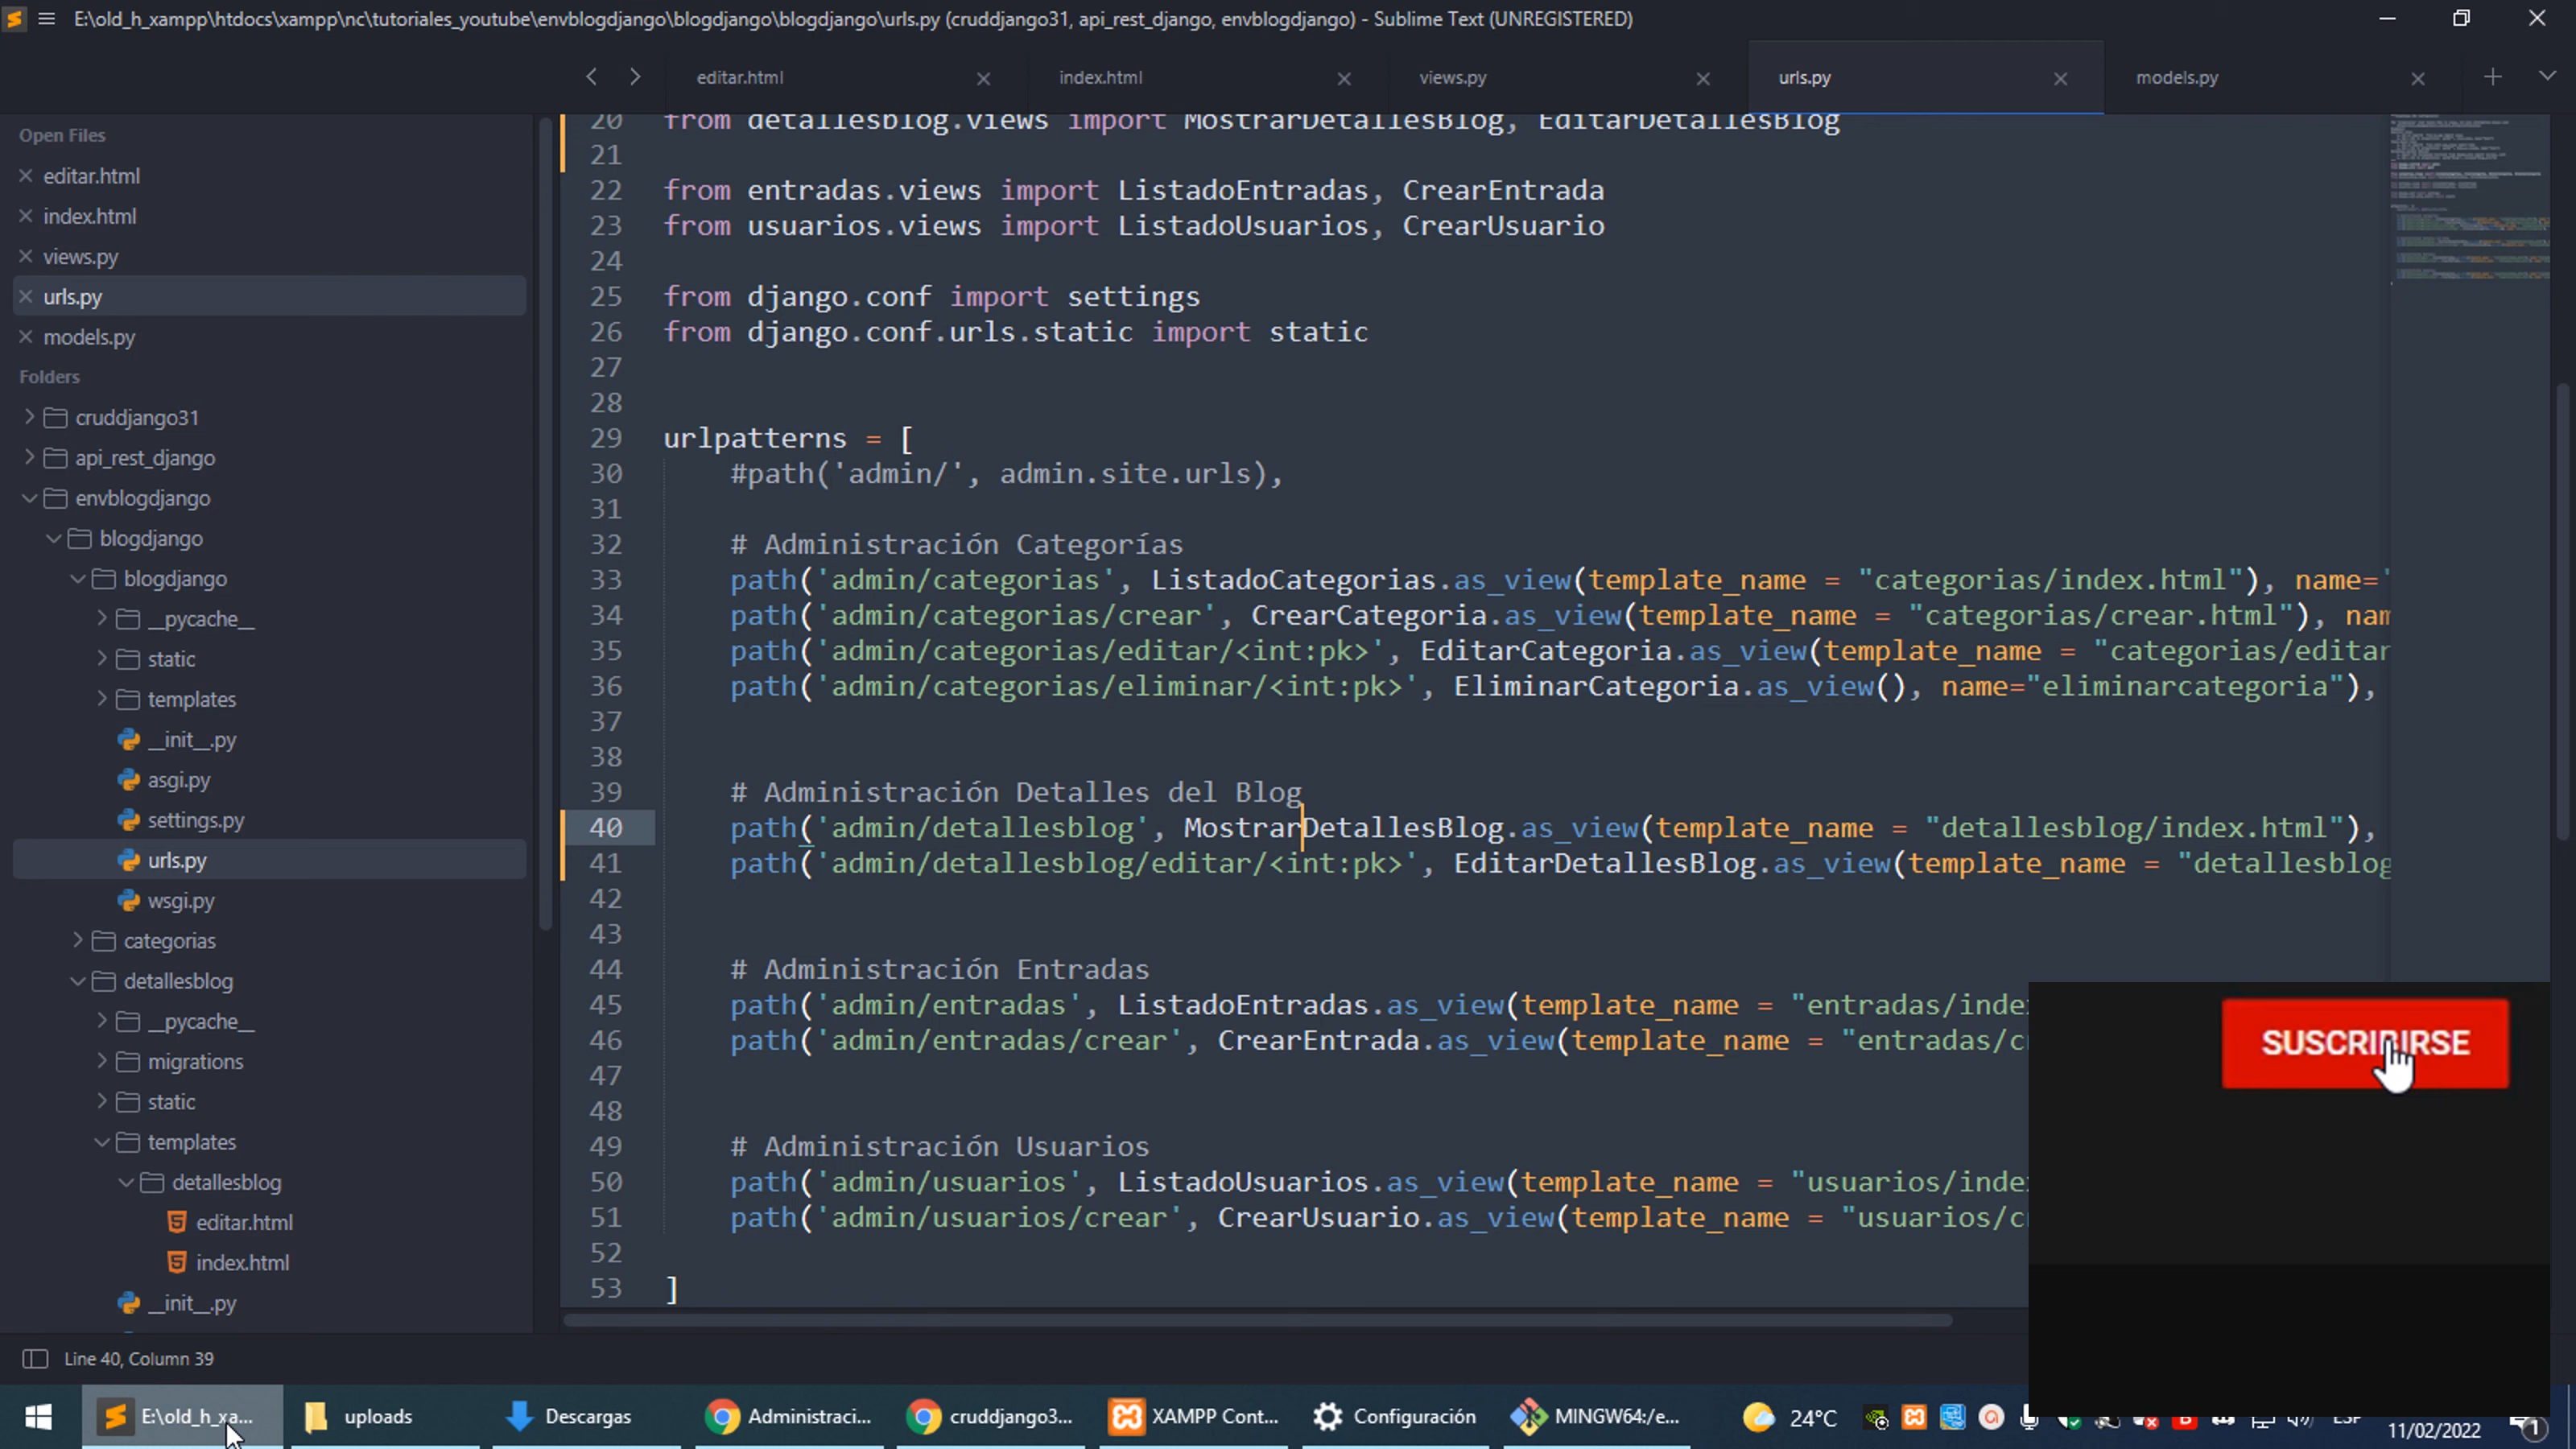 E:\old_h_xampp\htdocs\xampp\nc\tutoriales_youtube\envblogdjango\blogdjango\blogdjango\urls.py (cruddjango31, api_rest_django, envblogdjango) - Sublime Text (UNREGISTERED)
editar.html
index.html
views.py
urls.py
models.py
Open Files
editar.html
index.html
views.py
urls.py
models.py
Folders
cruddjango31
api_rest_django
envblogdjango
blogdjango
blogdjango
__pycache__
static
templates
__init__.py
asgi.py
settings.py
urls.py
wsgi.py
categorias
detallesblog
__pycache__
migrations
static
templates
detallesblog
editar.html
index.html
__init__.py
20 from detallesblog.views import MostrarDetallesBlog, EditarDetallesBlog
21
22 from entradas.views import ListadoEntradas, CrearEntrada
23 from usuarios.views import ListadoUsuarios, CrearUsuario
24
25 from django.conf import settings
26 from django.conf.urls.static import static
27
28
29 urlpatterns = [
30 #path('admin/', admin.site.urls),
31
32 # Administración Categorías
33 path('admin/categorias', ListadoCategorias.as_view(template_name = "categorias/index.html"), name='
34 path('admin/categorias/crear', CrearCategoria.as_view(template_name = "categorias/crear.html"), nam
35 path('admin/categorias/editar/<int:pk>', EditarCategoria.as_view(template_name = "categorias/editar
36 path('admin/categorias/eliminar/<int:pk>', EliminarCategoria.as_view(), name="eliminarcategoria"),
37
38
39 # Administración Detalles del Blog
40 path('admin/detallesblog', MostrarDetallesBlog.as_view(template_name = "detallesblog/index.html"),
41 path('admin/detallesblog/editar/<int:pk>', EditarDetallesBlog.as_view(template_name = "detallesblog
42
43
44 # Administración Entradas
45 path('admin/entradas', ListadoEntradas.as_view(template_name = "entradas/inde
46 path('admin/entradas/crear', CrearEntrada.as_view(template_name = "entradas/c
47
48
49 # Administración Usuarios
50 path('admin/usuarios', ListadoUsuarios.as_view(template_name = "usuarios/inde
51 path('admin/usuarios/crear', CrearUsuario.as_view(template_name = "usuarios/c
52
53 ]
SUSCRIBIRSE
Line 40, Column 39
E:\old_h_xa...
uploads
Descargas
Administraci...
cruddjango3...
XAMPP Cont...
Configuración
MINGW64:/e...
24°C
ESP
11/02/2022
1